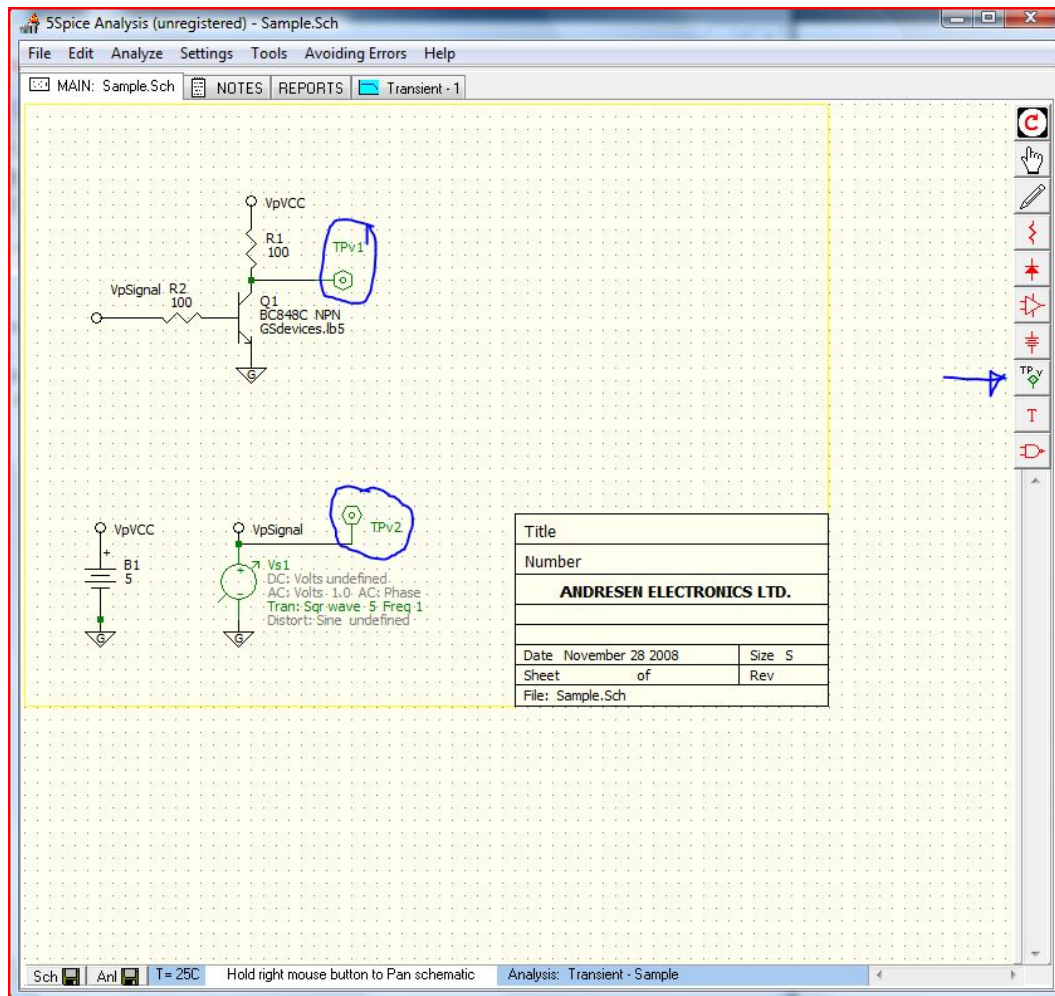 5Spice Analysis (unregistered) - Sample.Sch
File Edit Analyze Settings Tools Avoiding Errors Help
MAIN: Sample.Sch NOTES REPORTS Transient - 1
VpVCC
R1
100
TPv1
VpSignal R2
100
Q1
BC848C NPN
GSdevices.lb5
G
TP v
T
VpVCC
+
B1
5
G
VpSignal
TPv2
+
Vs1
DC: Volts undefined
AC: Volts 1.0 AC: Phase
Tran: Sqr wave 5 Freq 1
Distort: Sine undefined
G
Title
Number
ANDRESEN ELECTRONICS LTD.
Date November 28 2008 Size S
Sheet of Rev
File: Sample.Sch
Sch Anl T= 25C Hold right mouse button to Pan schematic Analysis: Transient - Sample